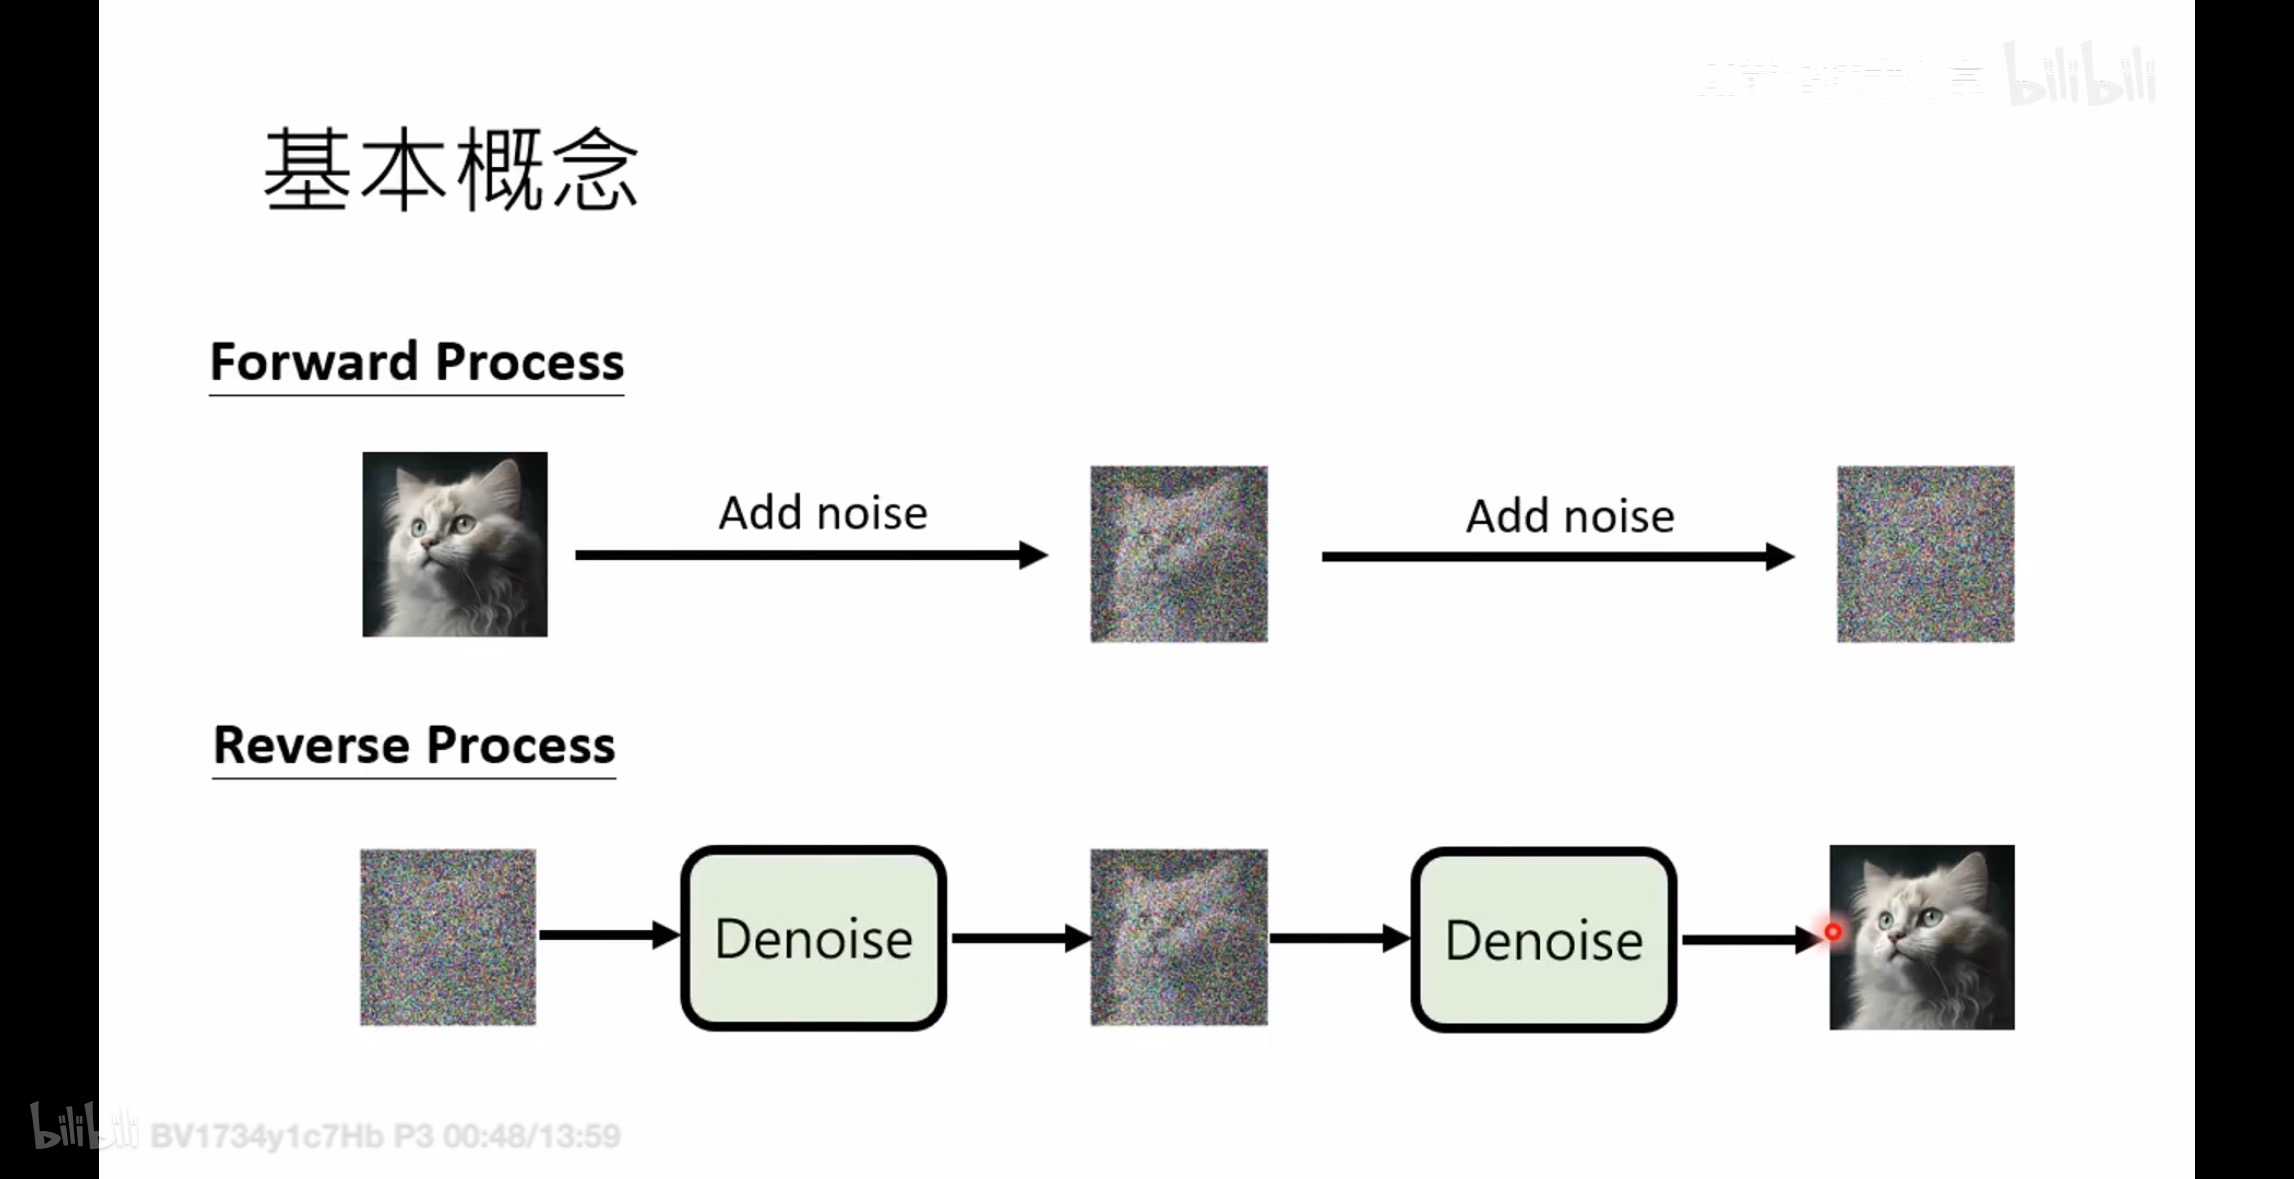 bilibili
基本概念
Forward Process
Add noise
Add noise
Reverse Process
Denoise
Denoise
bilibili BV1734y1c7Hb P3 00:48/13:59